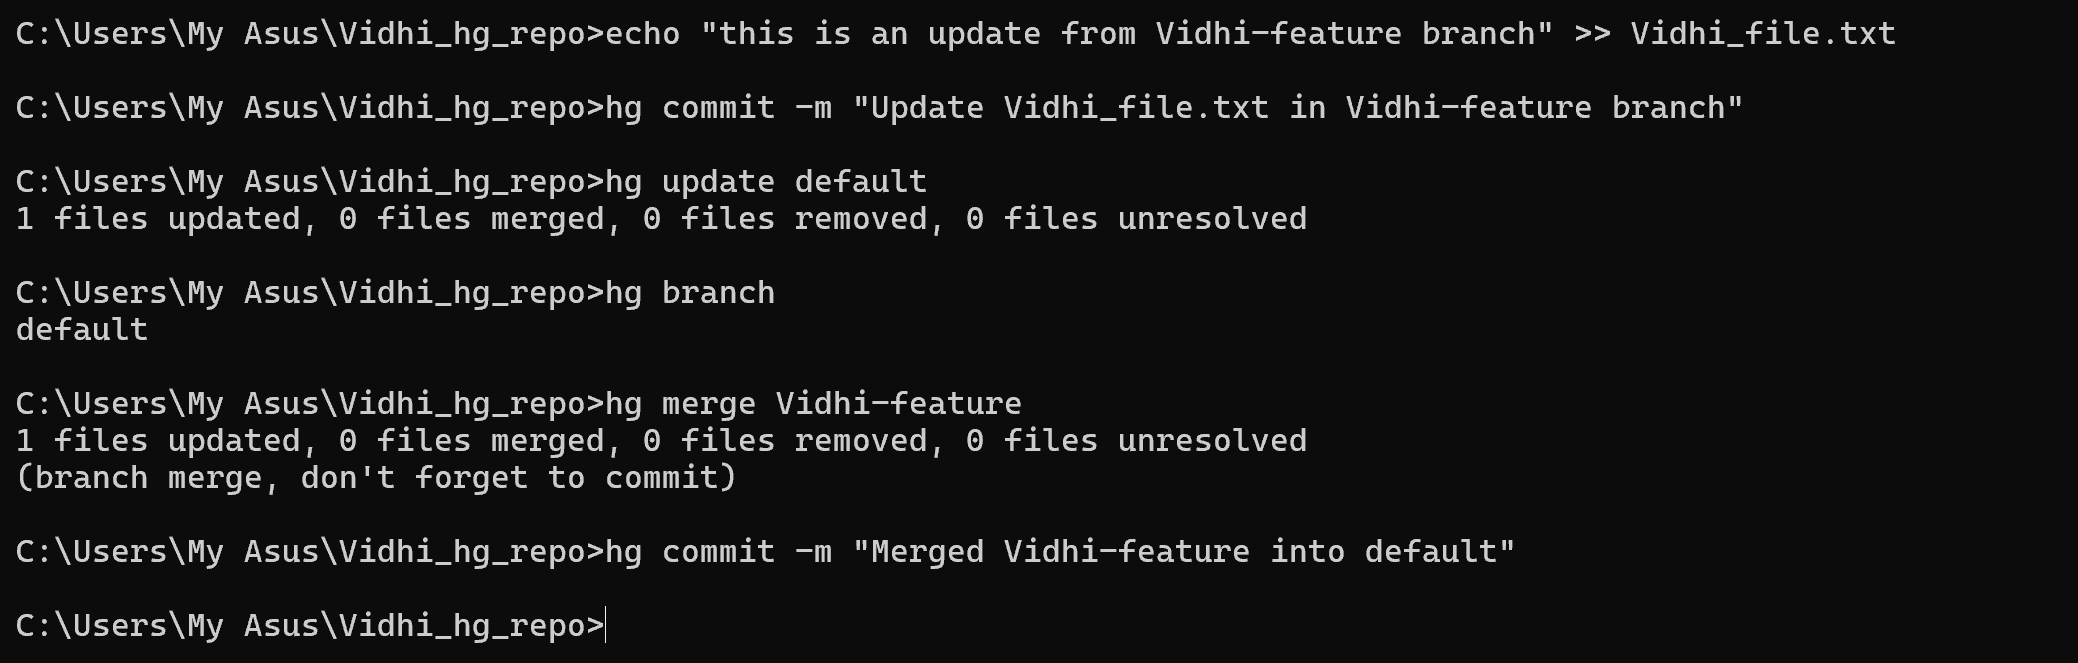 C:\Users\My Asus\Vidhi_hg_repo>echo "this is an update from Vidhi-feature branch" >> Vidhi_file.txt
C:\Users\My Asus\Vidhi_hg_repo>hg commit -m "Update Vidhi_file.txt in Vidhi-feature branch"
C:\Users\My Asus\Vidhi_hg_repo>hg update default
1 files updated, 0 files merged, 0 files removed, 0 files unresolved
C:\Users\My Asus\Vidhi_hg_repo>hg branch
default
C:\Users\My Asus\Vidhi_hg_repo>hg merge Vidhi-feature
1 files updated, 0 files merged, 0 files removed, 0 files unresolved
(branch merge, don't forget to commit)
C:\Users\My Asus\Vidhi_hg_repo>hg commit -m "Merged Vidhi-feature into default"
C:\Users\My Asus\Vidhi_hg_repo>